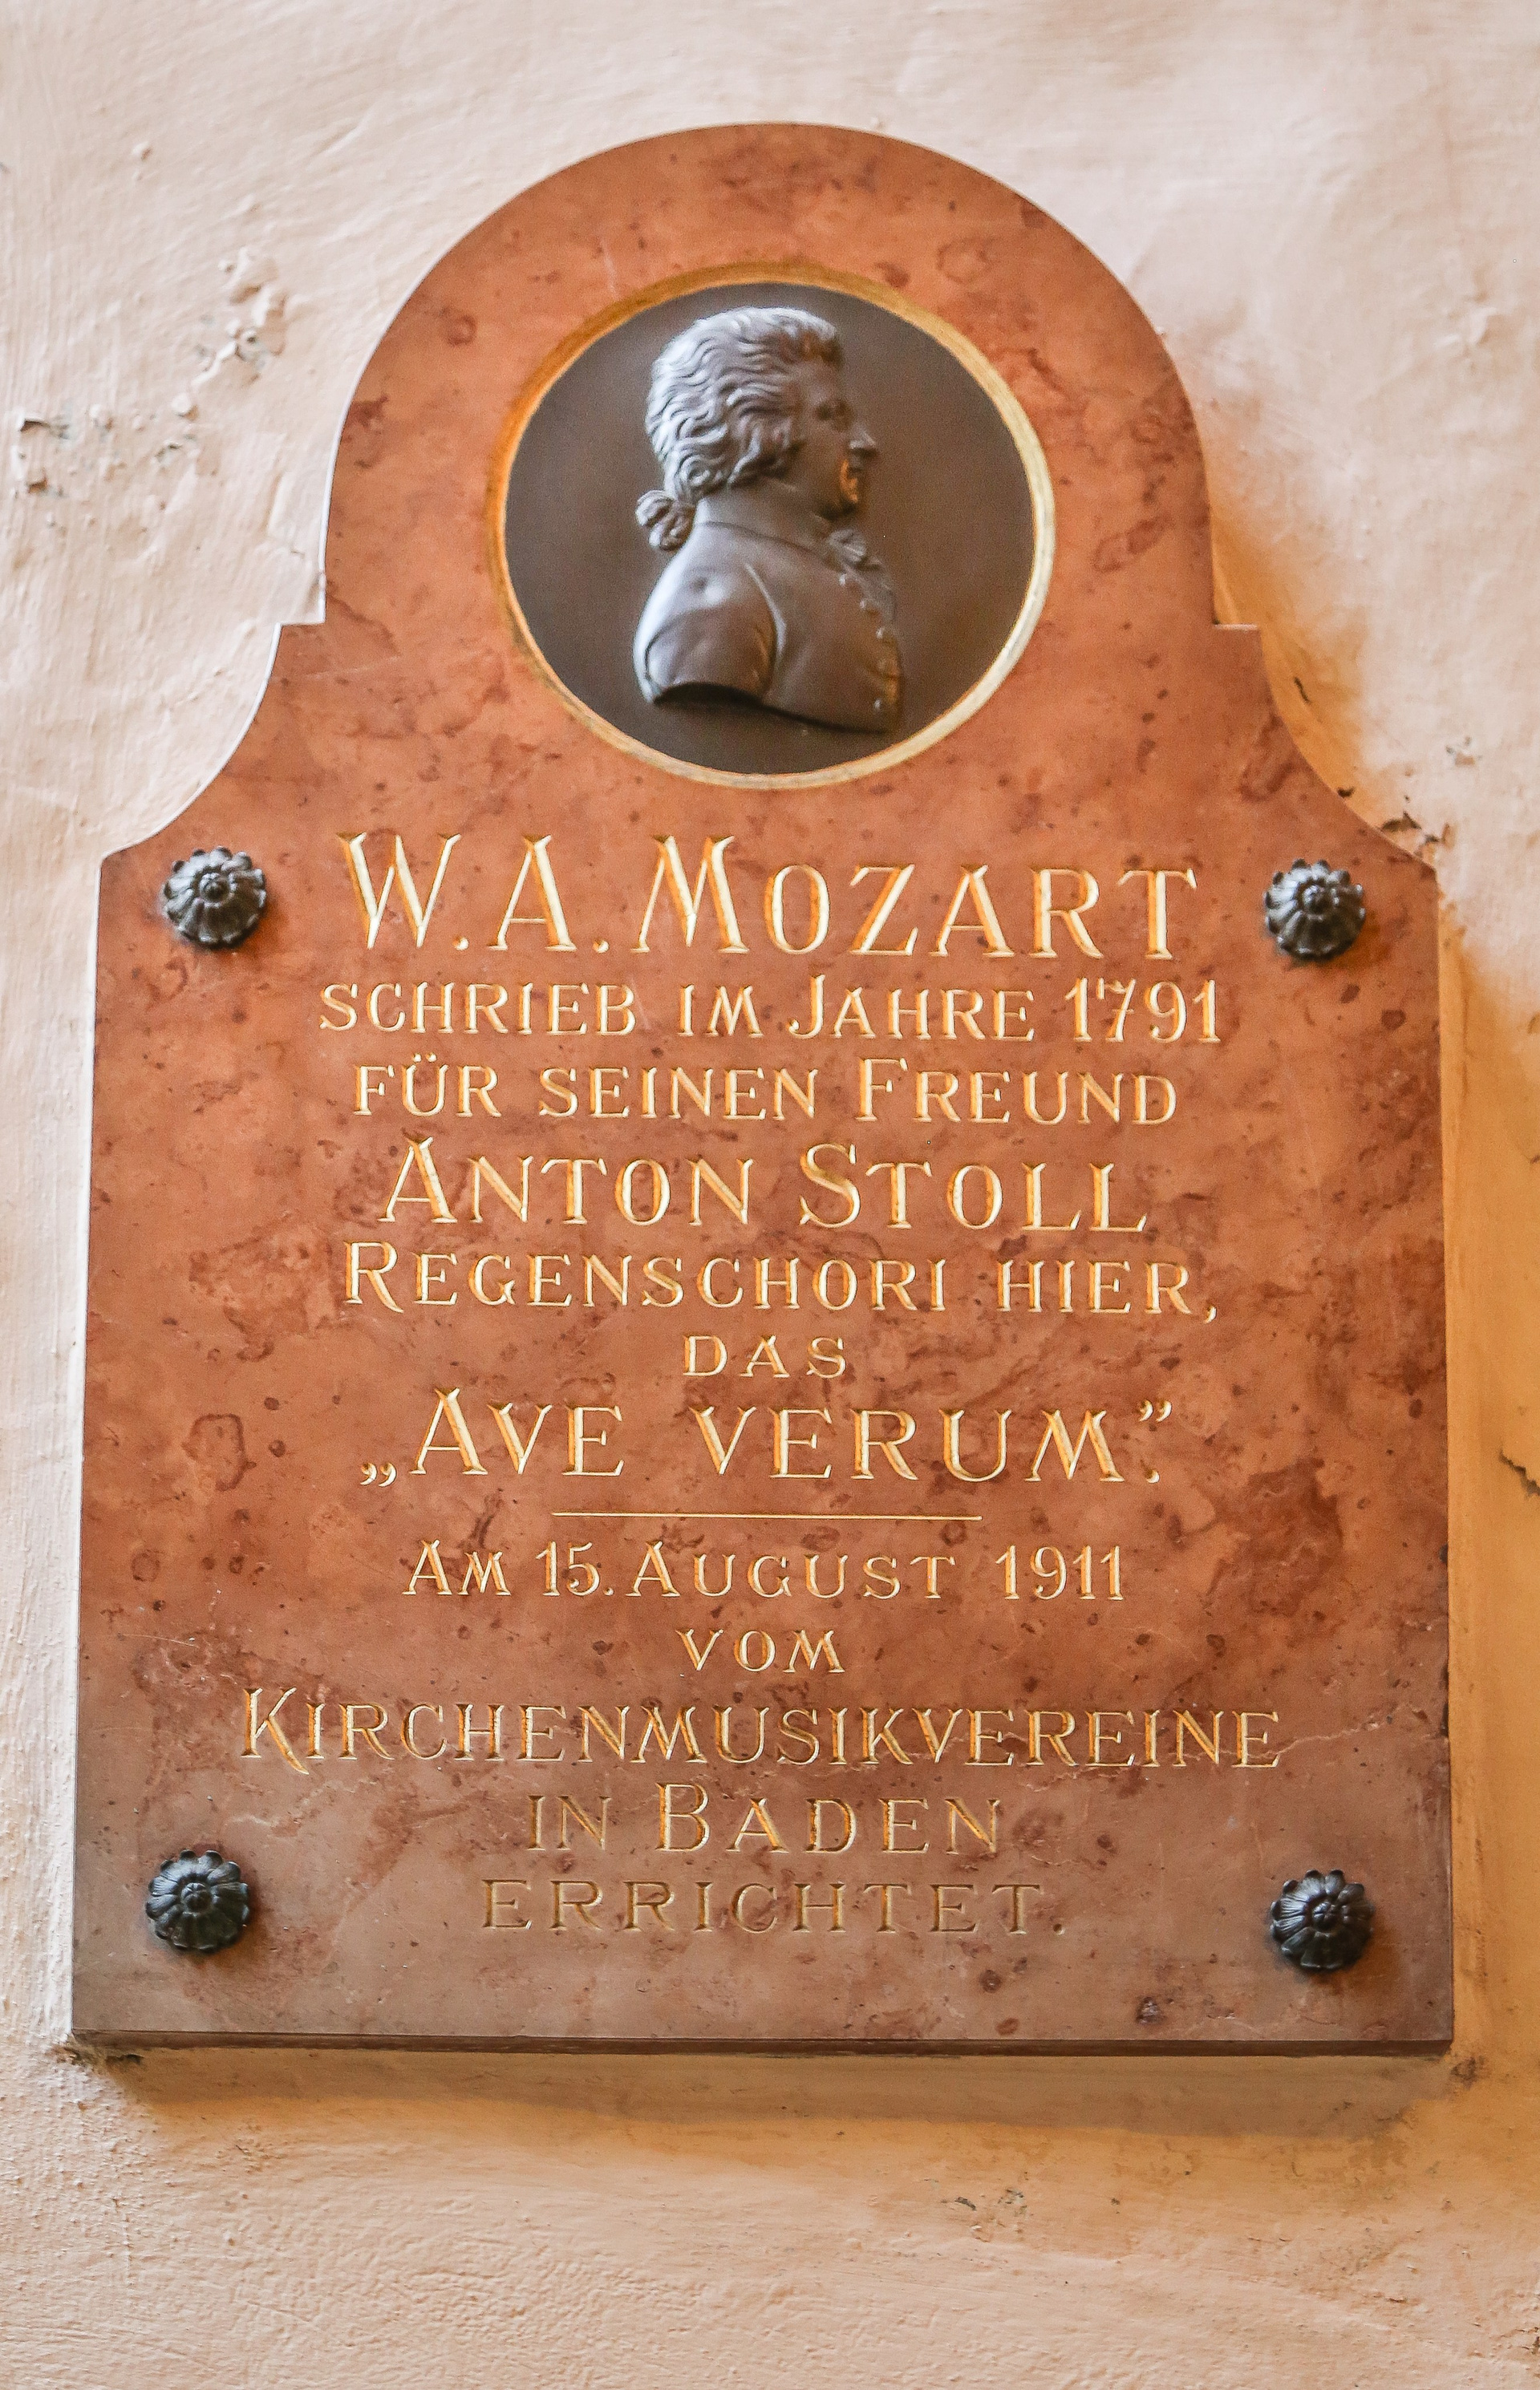 W. A. MOZART
SCHRIEB IM JAHRE 1791
FÜR SEINEN FREUND
ANTON STOLL
REGENSCHORI HIER,
DAS
„AVE VERUM.”
AM 15. AUGUST 1911
VOM
KIRCHENMUSIKVEREINE
IN BADEN
ERRICHTET.